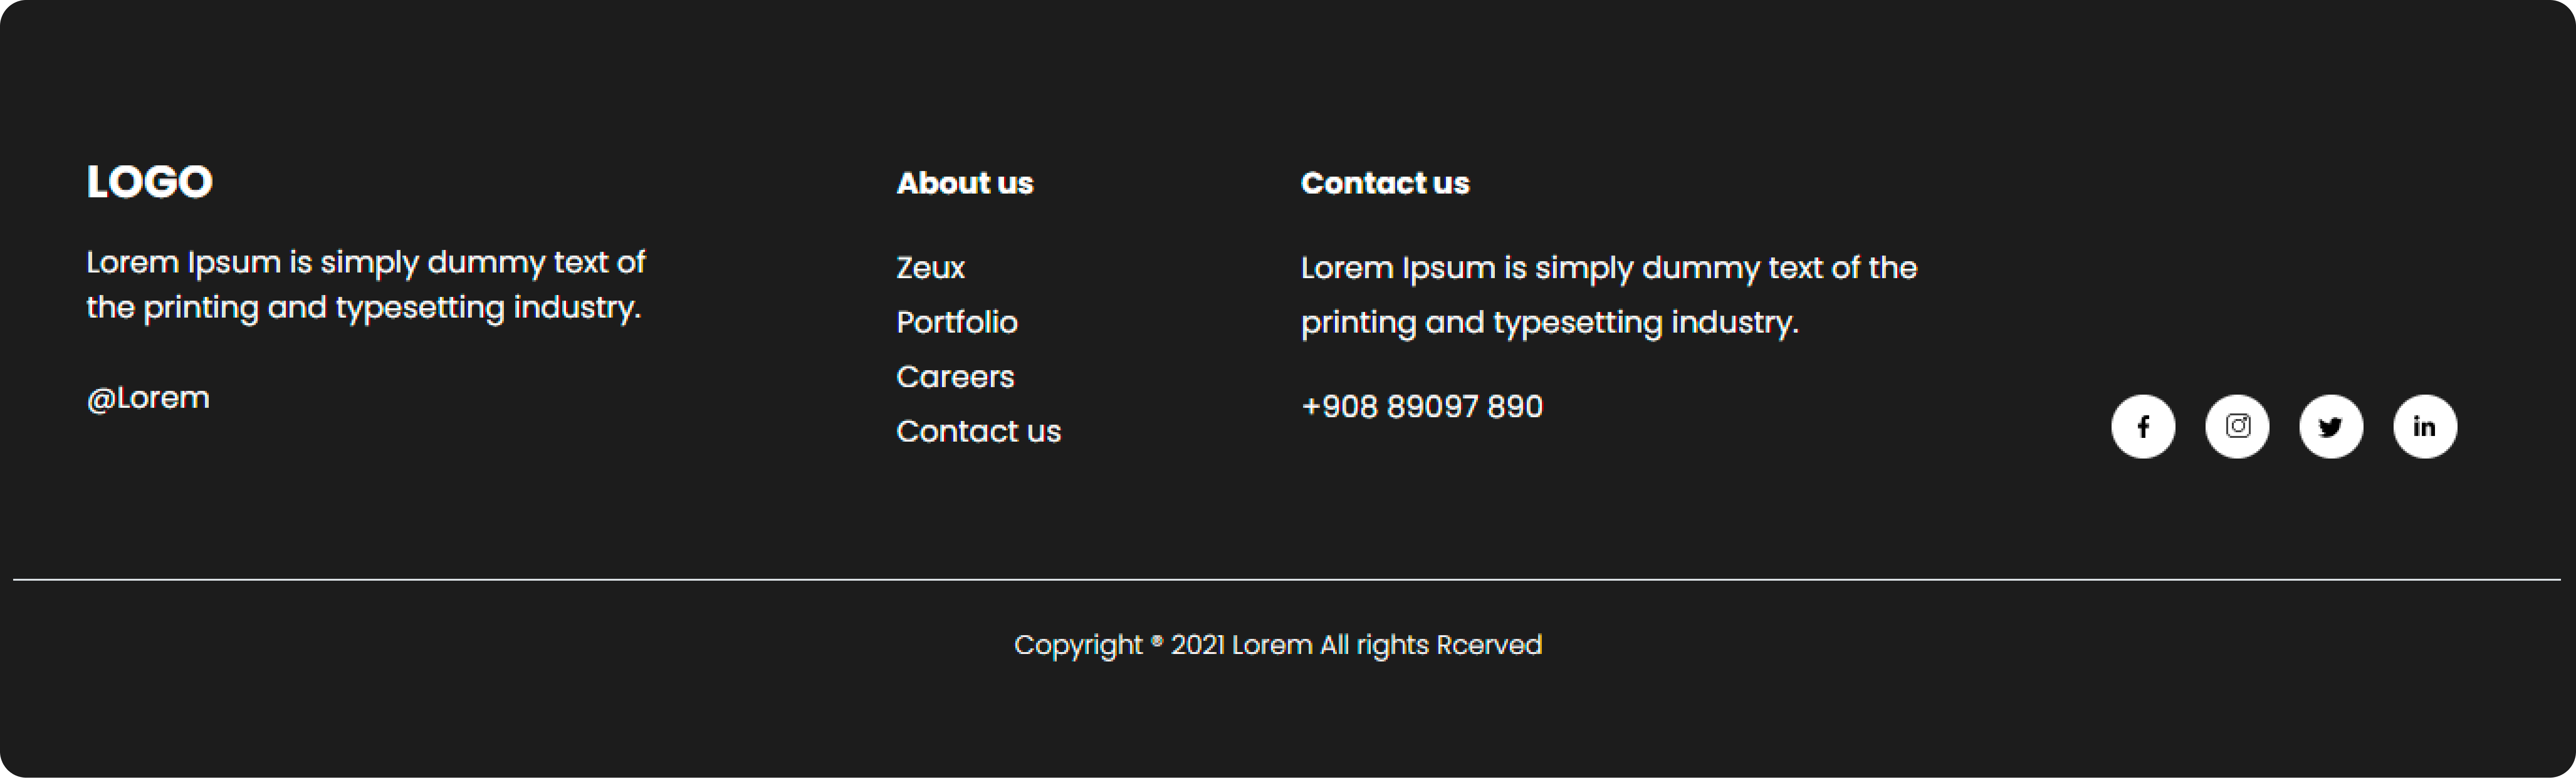 LOGO
Lorem Ipsum is simply dummy text of
the printing and typesetting industry.
@Lorem
About us
Zeux
Portfolio
Careers
Contact us
Contact us
Lorem Ipsum is simply dummy text of the
printing and typesetting industry.
+908 89097 890
f
in
Copyright ® 2021 Lorem All rights Rcerved